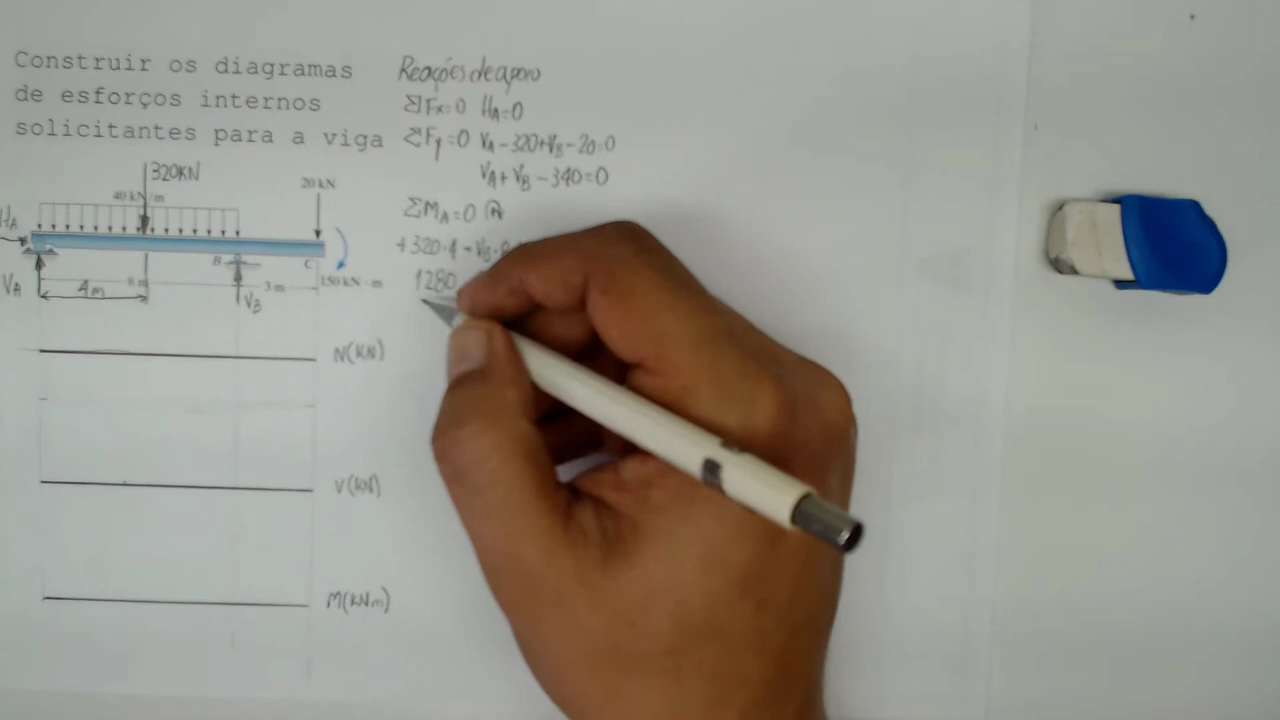 Construir os diagramas
de esforços internos
solicitantes para a viga
320KN
40 kN/m
20 kN
HA
B
C
VA
4m
8 m
VB
3 m
150 kN·m
N(KN)
V(KN)
M(KNm)
Reações de apoio
ΣFx=0 HA=0
ΣFy=0 VA-320+VB-20=0
VA+VB-340=0
ΣMA=0
+320·4-VB·
1280